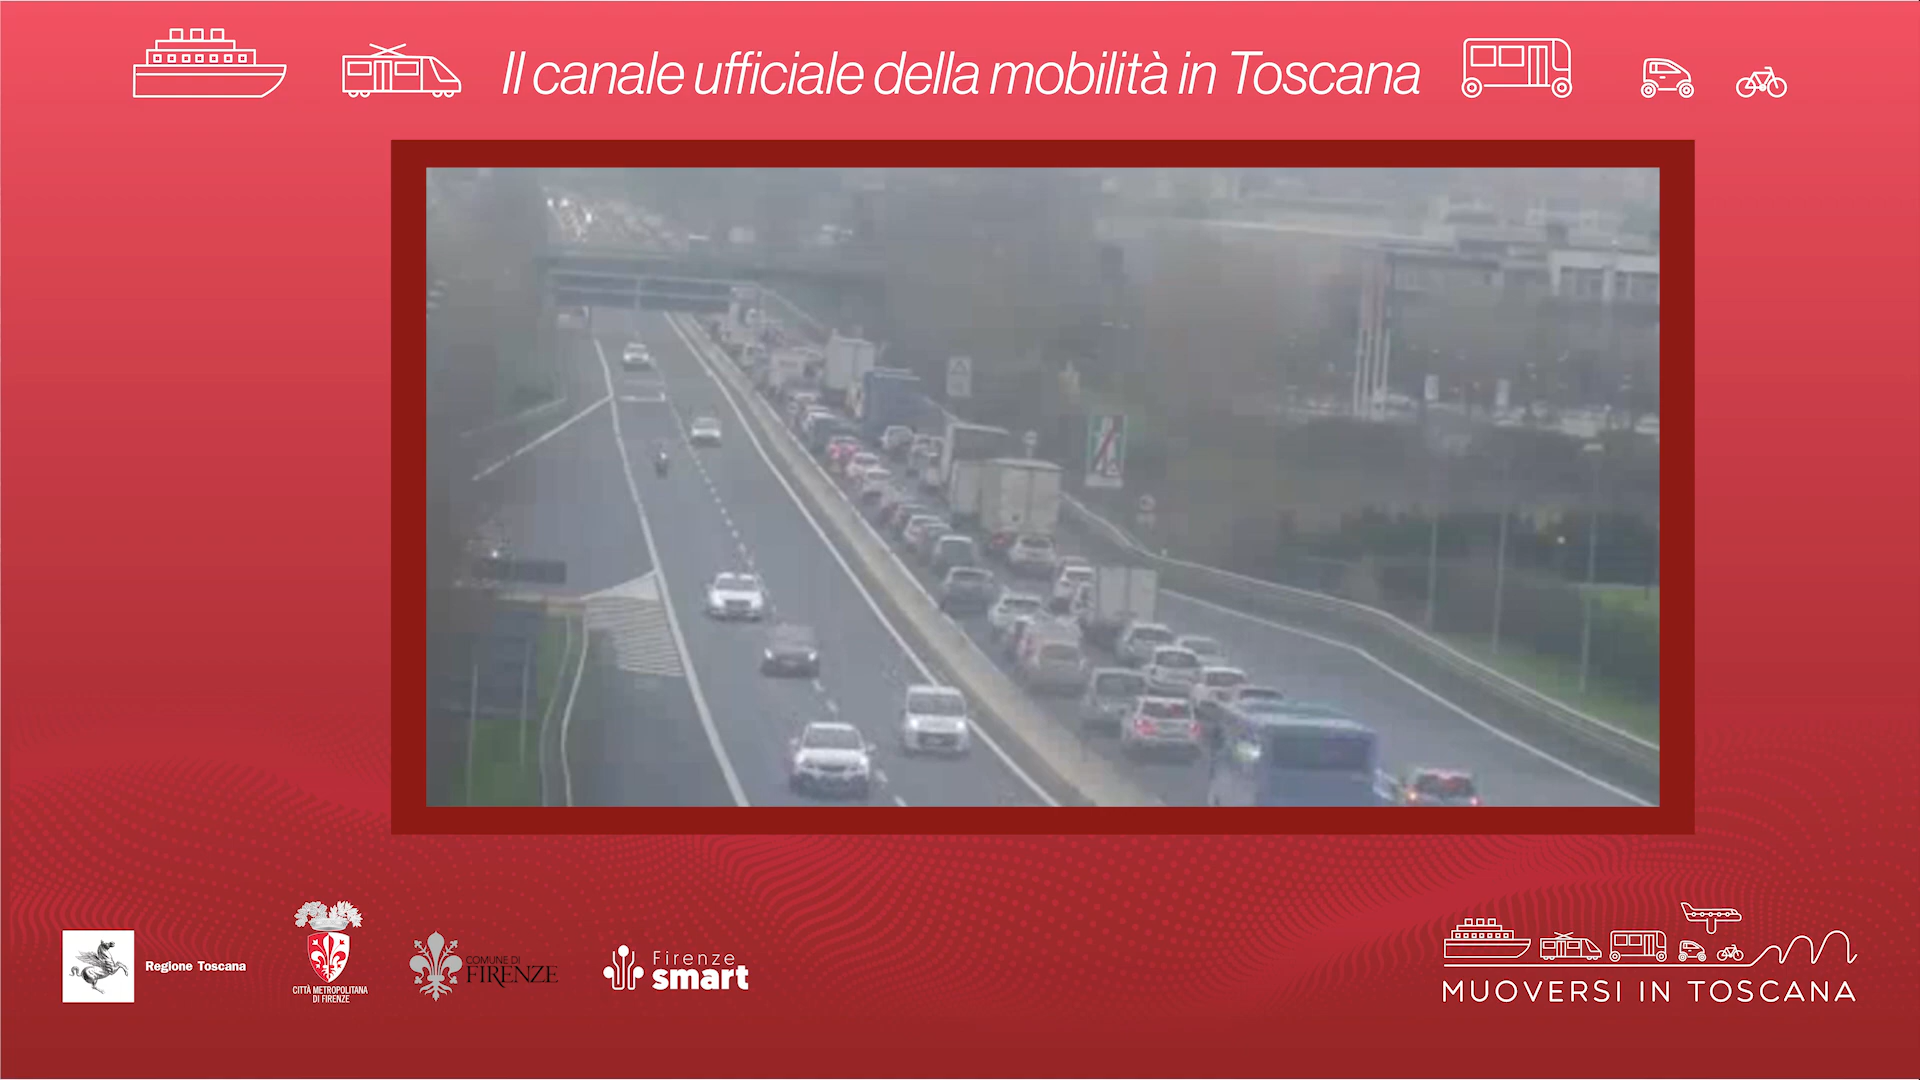 Il canale ufficiale della mobilità in Toscana
Regione Toscana
CITTÀ METROPOLITANA
DI FIRENZE
COMUNE DI
FIRENZE
Firenze
smart
MUOVERSI IN TOSCANA